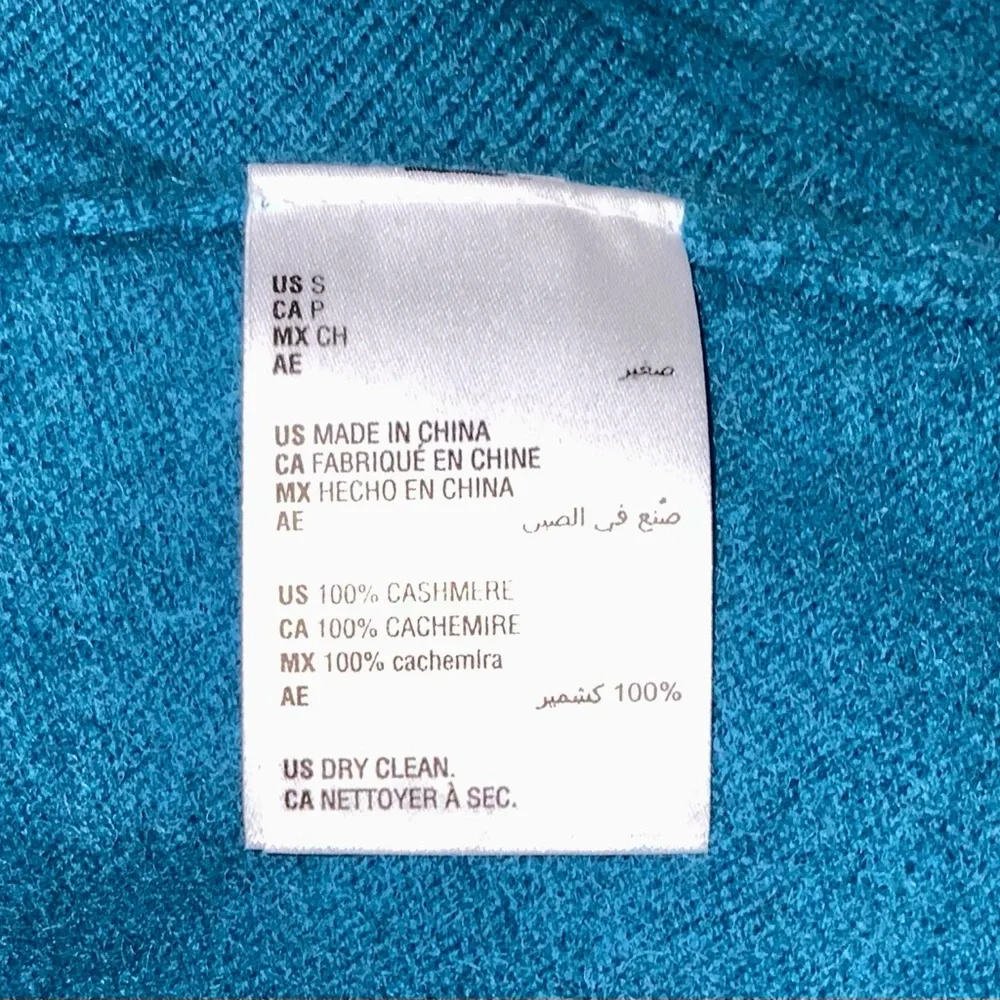 US S
CA P
MX CH
AE صغير
US MADE IN CHINA
CA FABRIQUÉ EN CHINE
MX HECHO EN CHINA
AE صُنع في الصين
US 100% CASHMERE
CA 100% CACHEMIRE
MX 100% cachemira
AE 100% كشمير
US DRY CLEAN.
CA NETTOYER À SEC.